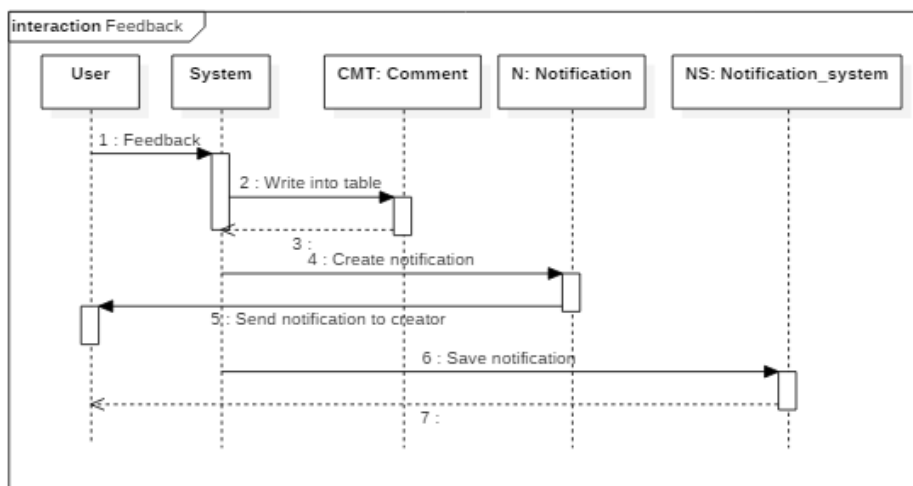 interaction Feedback
User
System
CMT: Comment
N: Notification
NS: Notification_system
1 : Feedback
2 : Write into table
3 :
4 : Create notification
5 : Send notification to creator
6 : Save notification
7 :